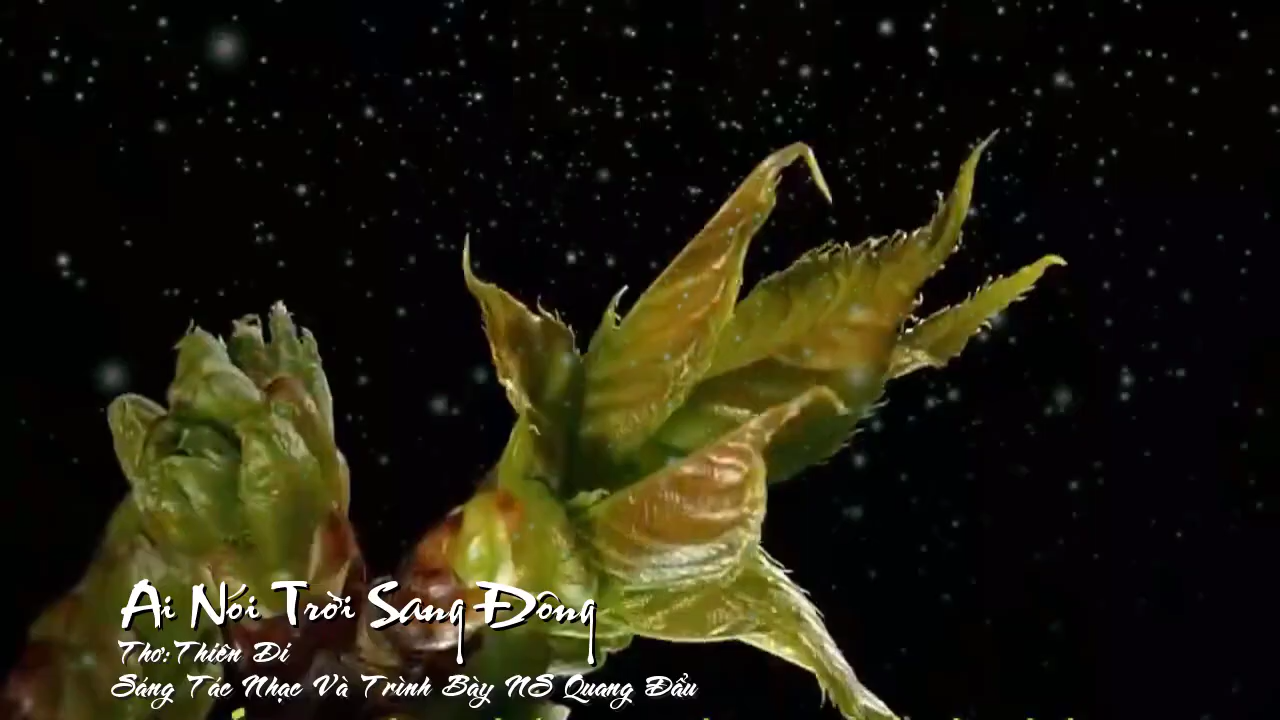 Ai Nói Trời Sang Đông
Thơ:Thiên Di
Sáng Tác Nhạc Và Trình Bày NS Quang Đẩu